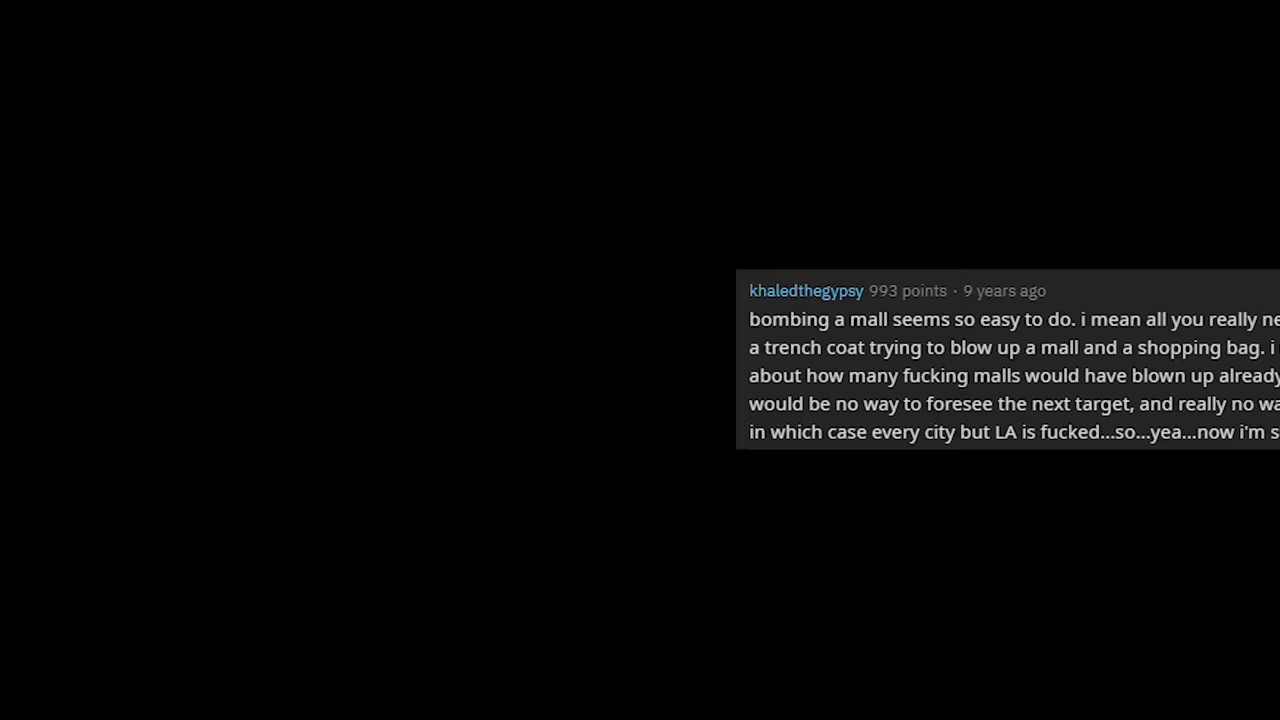 khaledthegypsy 993 points · 9 years ago
bombing a mall seems so easy to do. i mean all you really
a trench coat trying to blow up a mall and a shopping bag. i
about how many fucking malls would have blown up already
would be no way to foresee the next target, and really no
in which case every city but LA is fucked...so...yea...now i'm